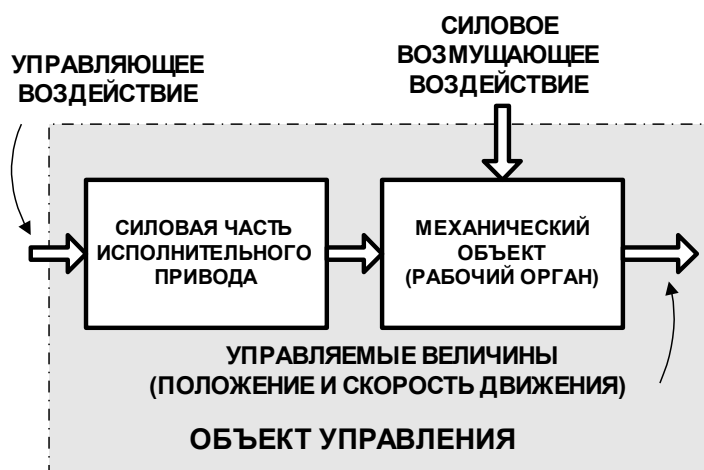 СИЛОВОЕ
ВОЗМУЩАЮЩЕЕ
ВОЗДЕЙСТВИЕ
УПРАВЛЯЮЩЕЕ
ВОЗДЕЙСТВИЕ
СИЛОВАЯ ЧАСТЬ
ИСПОЛНИТЕЛЬНОГО
ПРИВОДА
МЕХАНИЧЕСКИЙ
ОБЪЕКТ
(РАБОЧИЙ ОРГАН)
УПРАВЛЯЕМЫЕ ВЕЛИЧИНЫ
(ПОЛОЖЕНИЕ И СКОРОСТЬ ДВИЖЕНИЯ)
ОБЪЕКТ УПРАВЛЕНИЯ